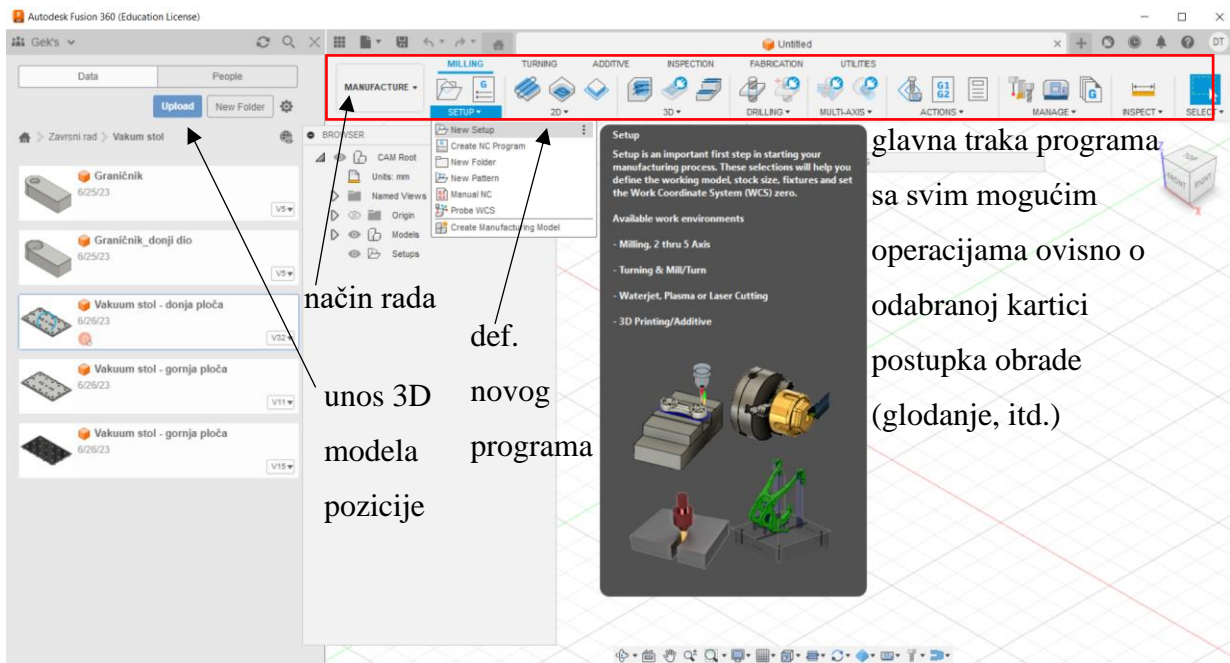 Autodesk Fusion 360 (Education License)
Gek's
Untitled
DT
Data
People
Upload
New Folder
Zavrsni rad > Vakum stol
Graničnik
6/25/23
V5
Graničnik_donji dio
6/25/23
V5
Vakuum stol - donja ploča
6/26/23
V32
Vakuum stol - gornja ploča
6/26/23
V11
Vakuum stol - gornja ploča
6/26/23
V15
MANUFACTURE
MILLING
TURNING
ADDITIVE
INSPECTION
FABRICATION
UTILITIES
G
G1
G2
G
SETUP
2D
3D
DRILLING
MULTI-AXIS
ACTIONS
MANAGE
INSPECT
SELECT
BROWSER
CAM Root
Units: mm
Named Views
Origin
Models
Setups
New Setup
Create NC Program
New Folder
New Pattern
Manual NC
Probe WCS
Create Manufacturing Model
Setup
Setup is an important first step in starting your
manufacturing process. These selections will help you
define the working model, stock size, fixtures and set
the Work Coordinate System (WCS) zero.
Available work environments
- Milling, 2 thru 5 Axis
- Turning & Mill/Turn
- Waterjet, Plasma or Laser Cutting
- 3D Printing/Additive
način rada
unos 3D
modela
pozicije
def.
novog
programa
glavna traka programa
sa svim mogućim
operacijama ovisno o
odabranoj kartici
postupka obrade
(glodanje, itd.)
TOP
FRONT
RIGHT
X